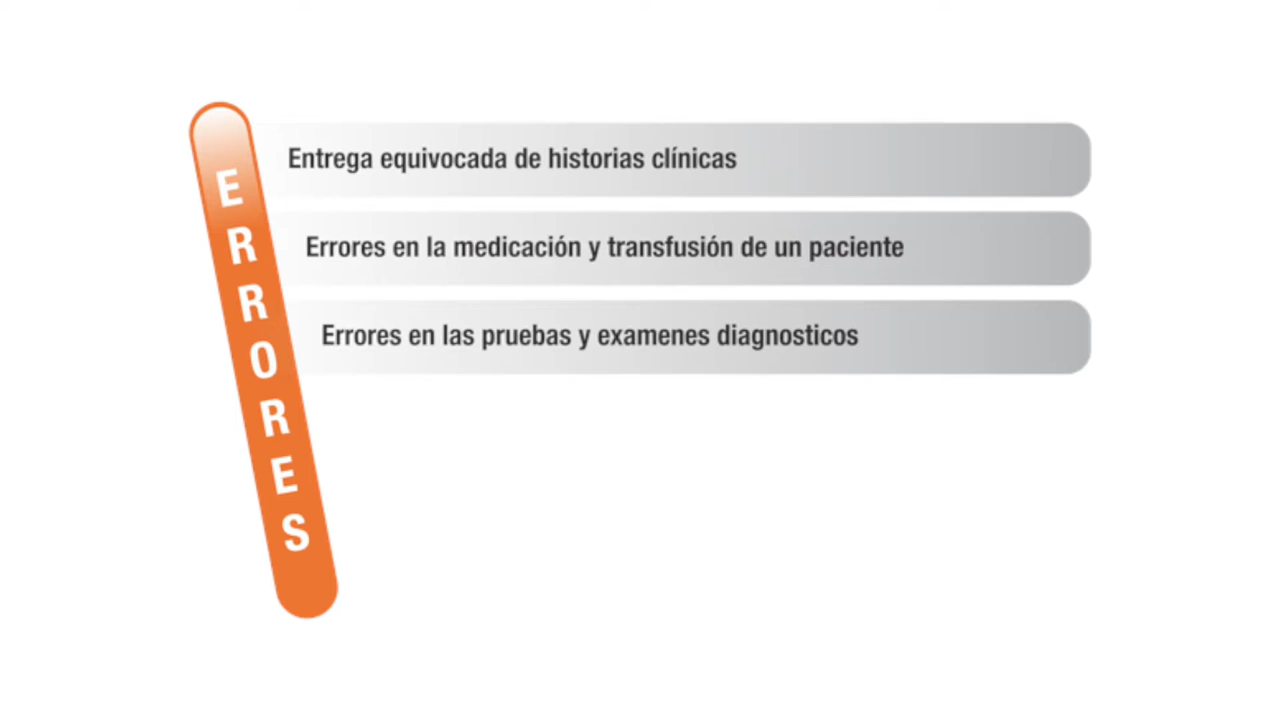 ERRORES
Entrega equivocada de historias clínicas
Errores en la medicación y transfusión de un paciente
Errores en las pruebas y examenes diagnosticos